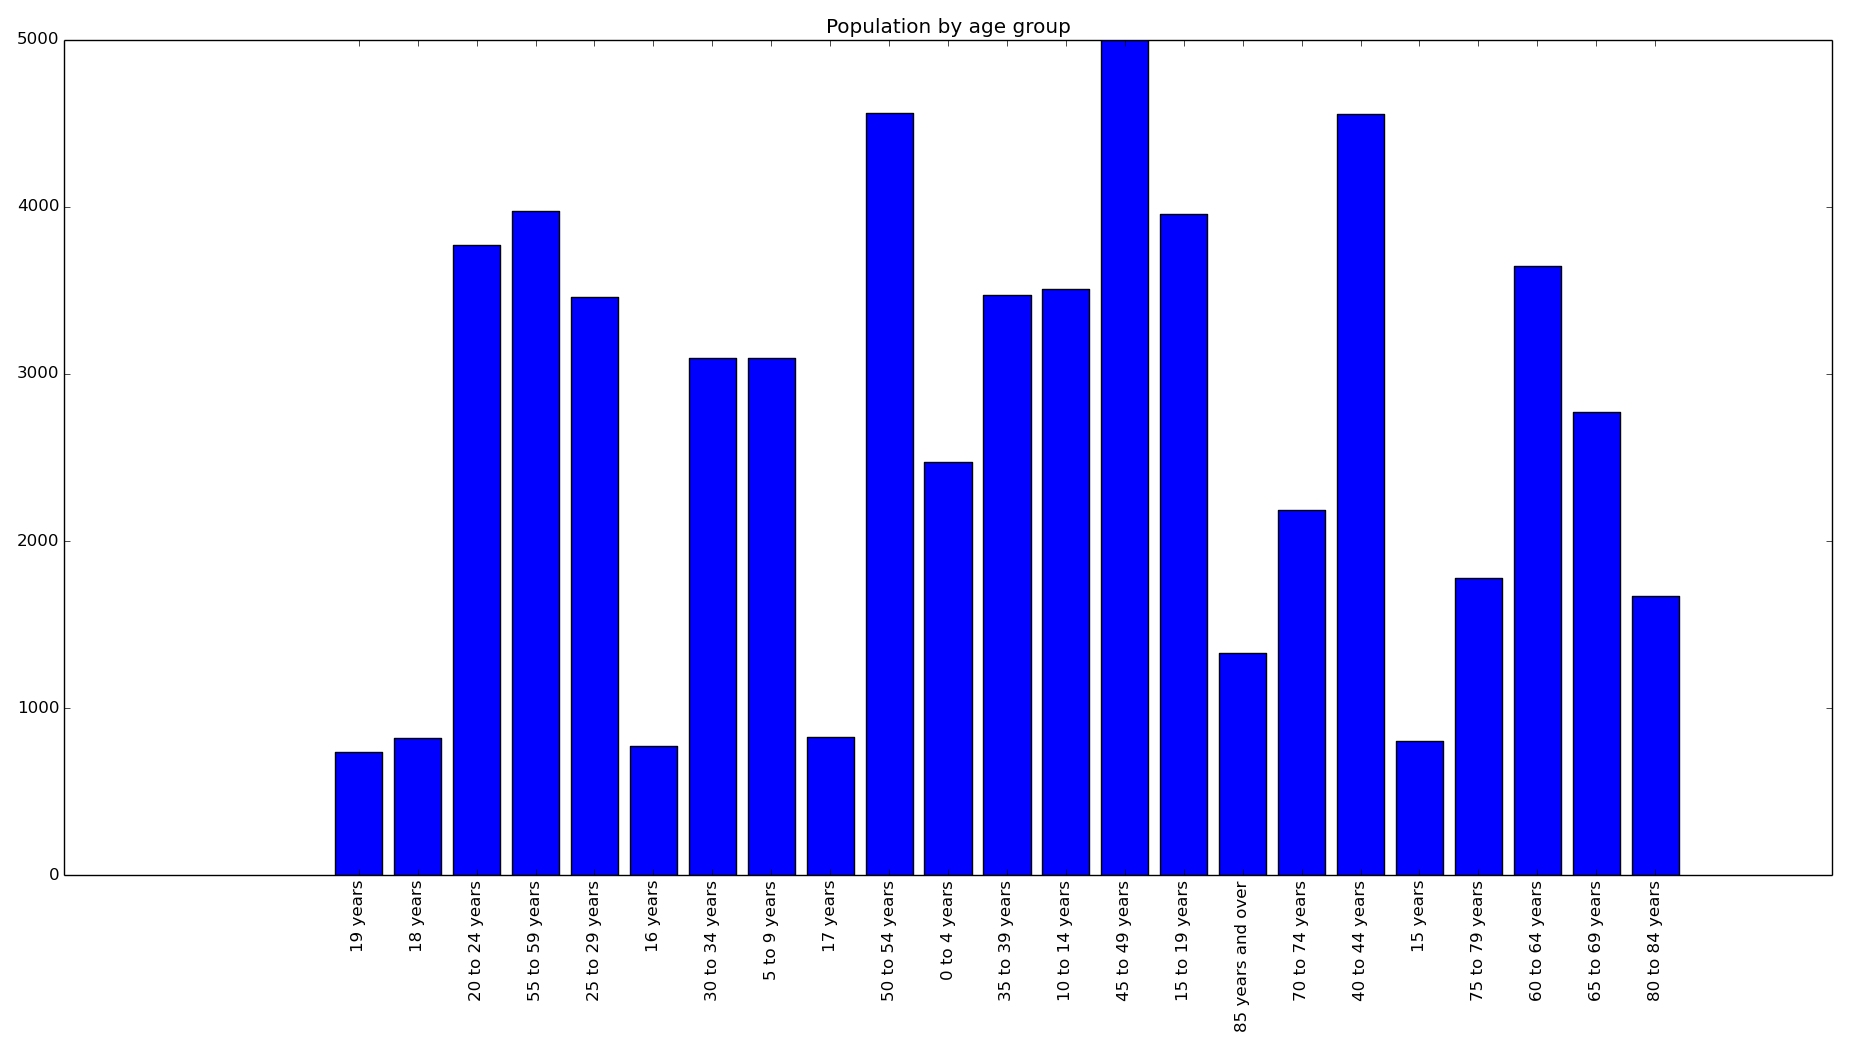 Population by age group
5000
4000
3000
2000
1000
0
19 years
18 years
20 to 24 years
55 to 59 years
25 to 29 years
16 years
30 to 34 years
5 to 9 years
17 years
50 to 54 years
0 to 4 years
35 to 39 years
10 to 14 years
45 to 49 years
15 to 19 years
85 years and over
70 to 74 years
40 to 44 years
15 years
75 to 79 years
60 to 64 years
65 to 69 years
80 to 84 years